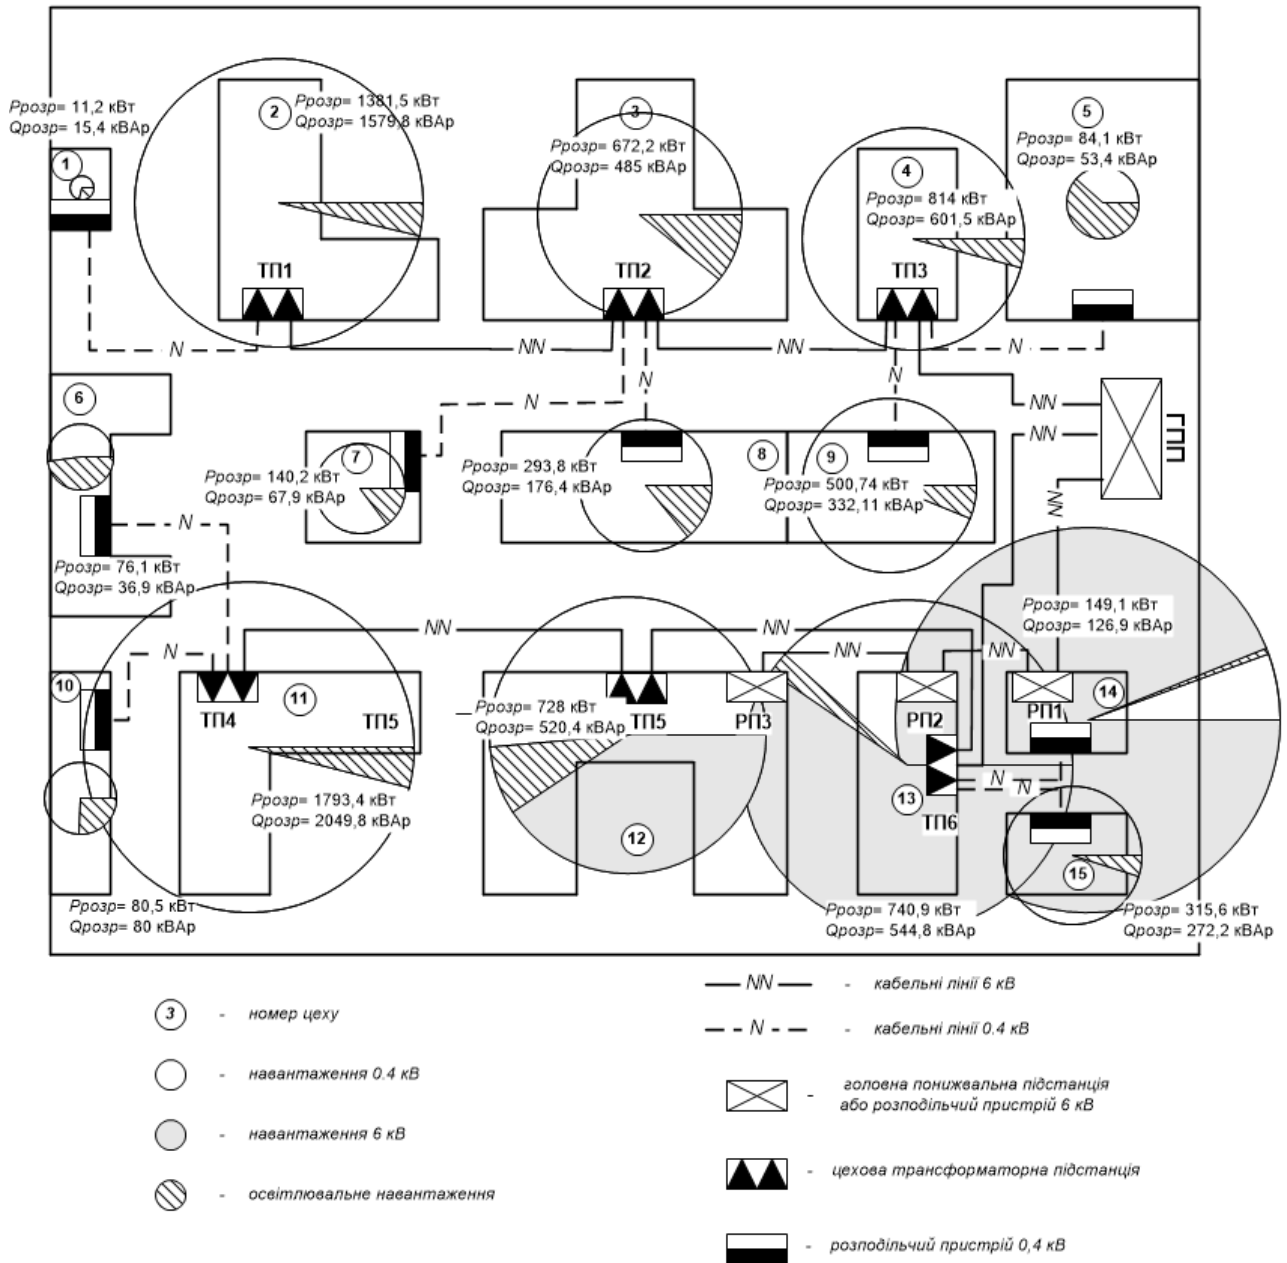 Pрозр= 11,2 кВт
Qрозр= 15,4 кВАр
1
2
Pрозр= 1381,5 кВт
Qрозр= 1579,8 кВАр
3
Pрозр= 672,2 кВт
Qрозр= 485 кВАр
4
Pрозр= 814 кВт
Qрозр= 601,5 кВАр
5
Pрозр= 84,1 кВт
Qрозр= 53,4 кВАр
ТП1
ТП2
ТП3
N
NN
NN
N
N
N
N
NN
NN
ГПП
6
7
Pрозр= 140,2 кВт
Qрозр= 67,9 кВАр
8
Pрозр= 293,8 кВт
Qрозр= 176,4 кВАр
9
Pрозр= 500,74 кВт
Qрозр= 332,11 кВАр
NN
N
Pрозр= 76,1 кВт
Qрозр= 36,9 кВАр
Pрозр= 149,1 кВт
Qрозр= 126,9 кВАр
N
NN
NN
NN
NN
10
11
ТП4
ТП5
Pрозр= 728 кВт
Qрозр= 520,4 кВАр
ТП5
РП3
РП2
РП1
14
Pрозр= 1793,4 кВт
Qрозр= 2049,8 кВАр
12
13
ТП6
N
N
15
Pрозр= 80,5 кВт
Qрозр= 80 кВАр
Pрозр= 740,9 кВт
Qрозр= 544,8 кВАр
Pрозр= 315,6 кВт
Qрозр= 272,2 кВАр
3 - номер цеху
- навантаження 0.4 кВ
- навантаження 6 кВ
- освітлювальне навантаження
NN - кабельні лінії 6 кВ
N - кабельні лінії 0.4 кВ
- головна понижвальна підстанція
або розподільчий пристрій 6 кВ
- цехова трансформаторна підстанція
- розподільчий пристрій 0,4 кВ